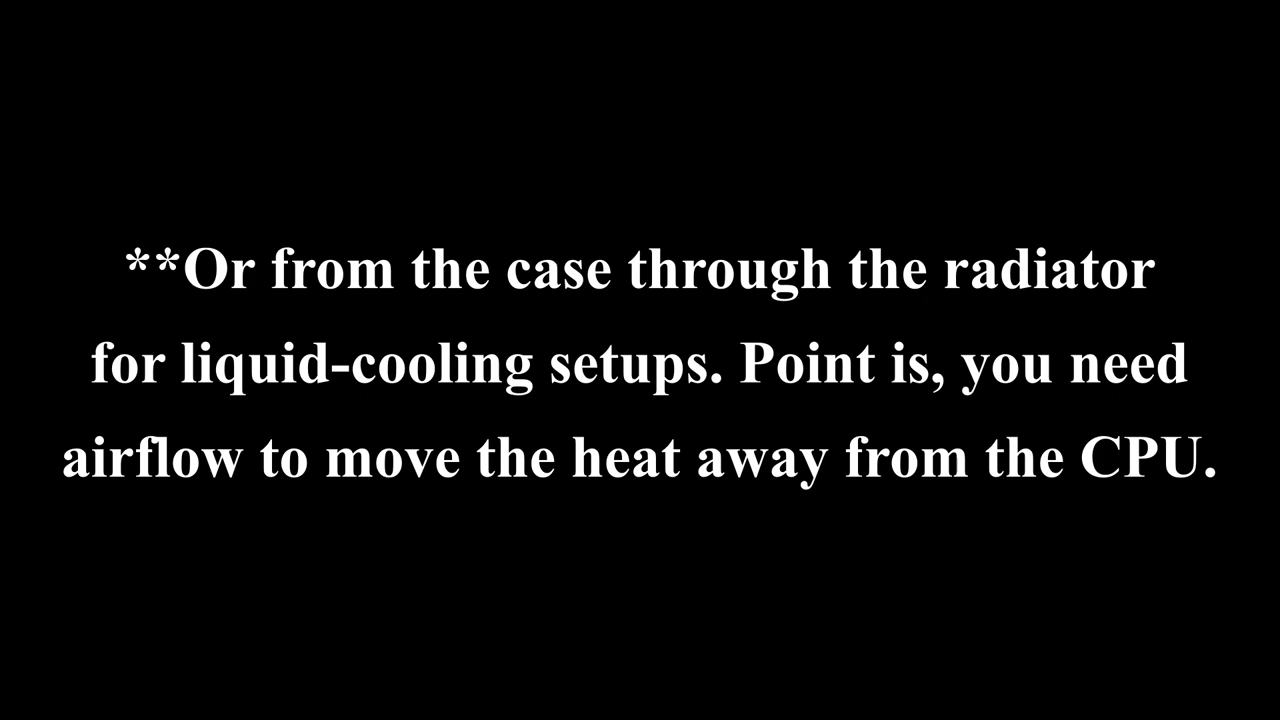 **Or from the case through the radiator
for liquid-cooling setups. Point is, you need
airflow to move the heat away from the CPU.